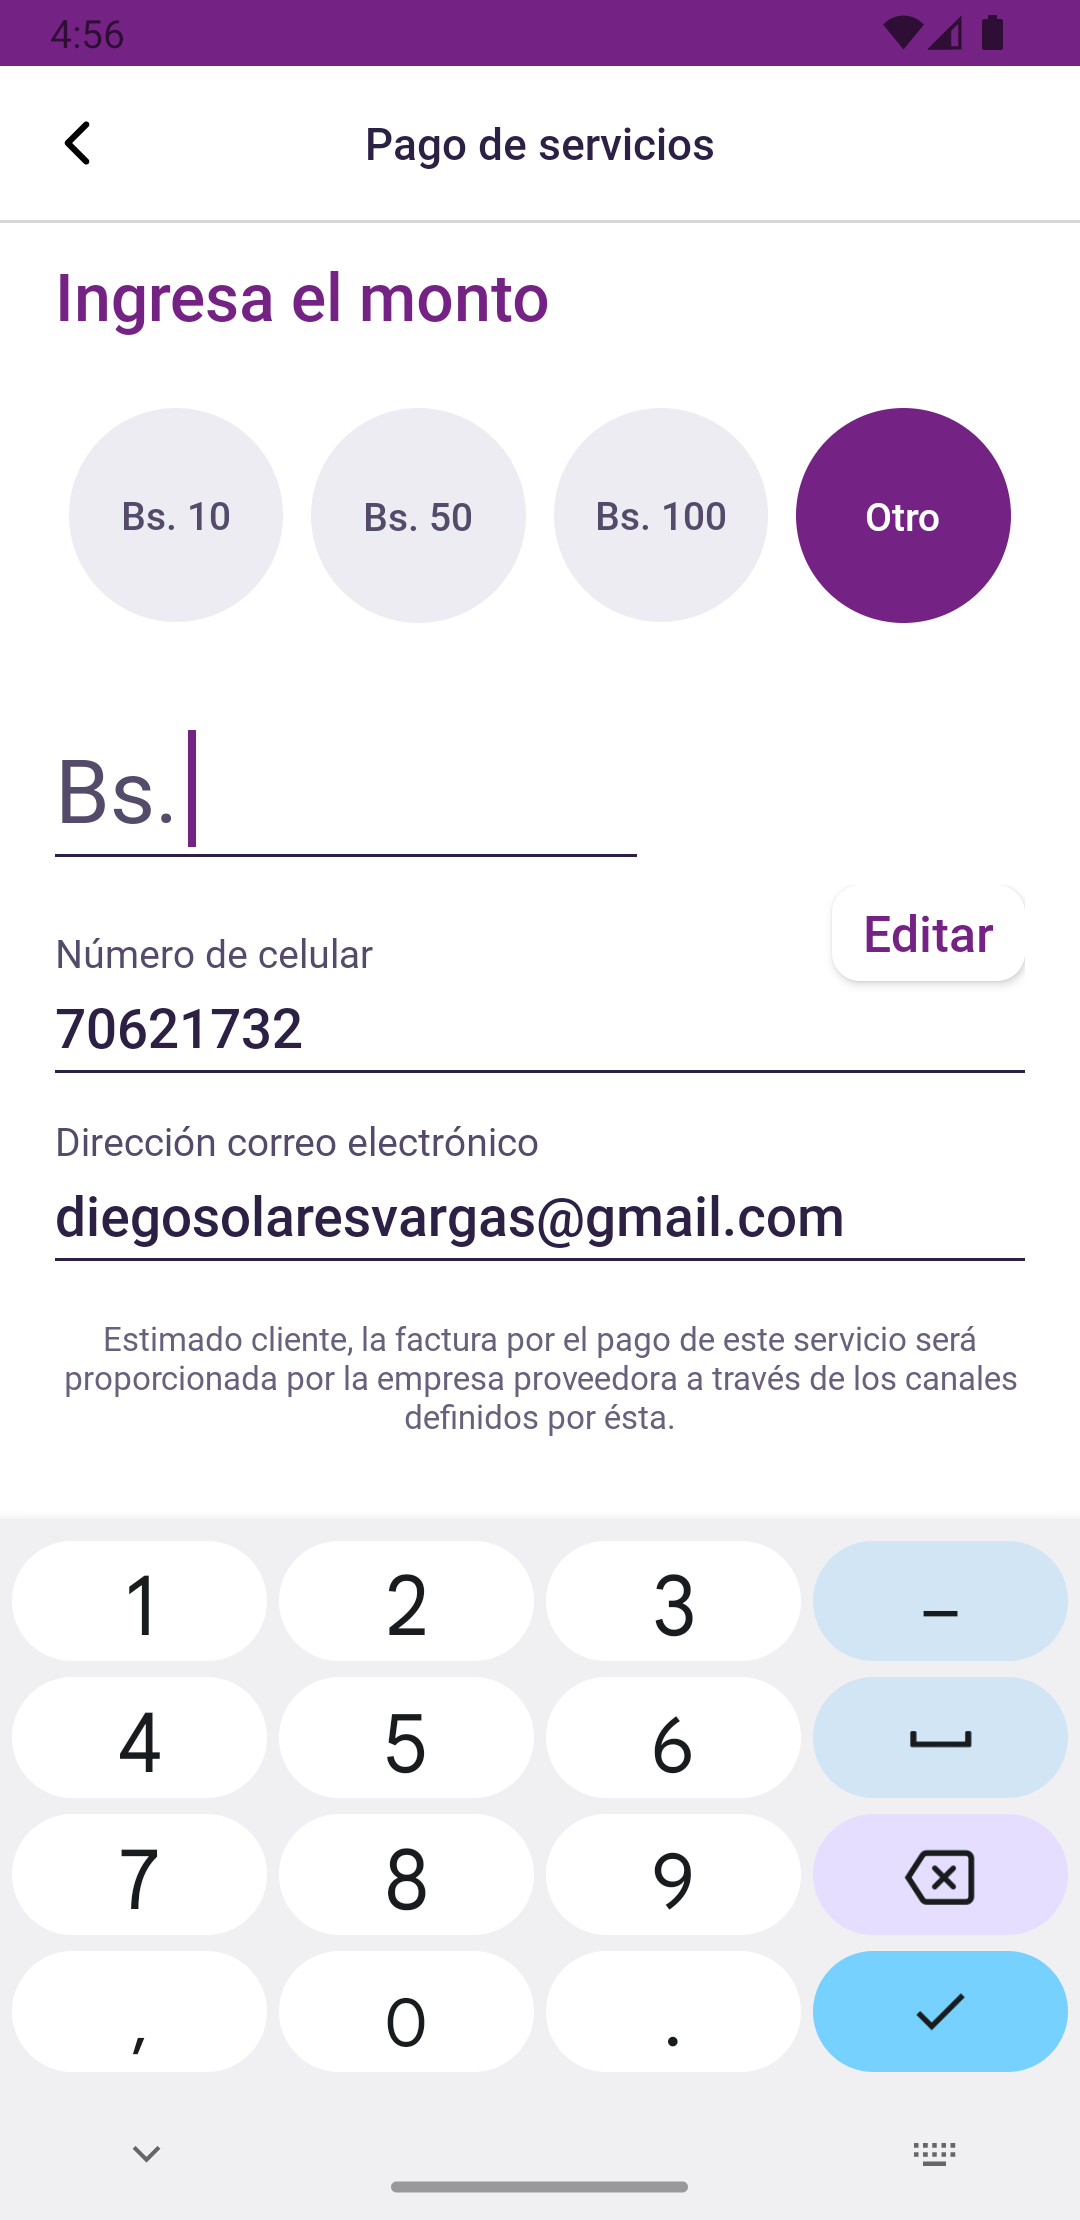 4:56
Pago de servicios
Ingresa el monto
Bs. 10
Bs. 50
Bs. 100
Otro
Bs.
Editar
Número de celular
70621732
Dirección correo electrónico
diegosolaresvargas@gmail.com
Estimado cliente, la factura por el pago de este servicio será
proporcionada por la empresa proveedora a través de los canales
definidos por ésta.
1 2 3 –
4 5 6
7 8 9
, 0 .